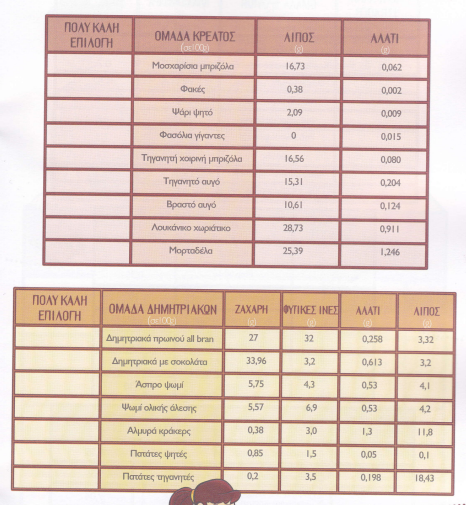 ΠΟΛΥ ΚΑΛΗ ΕΠΙΛΟΓΗ ΟΜΑΔΑ ΚΡΕΑΤΟΣ (σε100g) ΛΙΠΟΣ (g) ΑΛΑΤΙ (g)
Μοσχαρίσια μπριζόλα 16,73 0,062
Φακές 0,38 0,002
Ψάρι ψητό 2,09 0,009
Φασόλια γίγαντες 0 0,015
Τηγανητή χοιρινή μπριζόλα 16,56 0,080
Τηγανητό αυγό 15,31 0,204
Βραστό αυγό 10,61 0,124
Λουκάνικο χωριάτικο 28,73 0,911
Μορταδέλα 25,39 1,246
ΠΟΛΥ ΚΑΛΗ ΕΠΙΛΟΓΗ ΟΜΑΔΑ ΔΗΜΗΤΡΙΑΚΩΝ (σε100g) ΖΑΧΑΡΗ (g) ΦΥΤΙΚΕΣ ΙΝΕΣ (g) ΑΛΑΤΙ (g) ΛΙΠΟΣ (g)
Δημητριακά πρωινού all bran 27 32 0,258 3,32
Δημητριακά με σοκολάτα 33,96 3,2 0,613 3,2
Άσπρο ψωμί 5,75 4,3 0,53 4,1
Ψωμί ολικής άλεσης 5,57 6,9 0,53 4,2
Αλμυρά κράκερς 0,38 3,0 1,3 11,8
Πατάτες ψητές 0,85 1,5 0,05 0,1
Πατάτες τηγανητές 0,2 3,5 0,198 18,43